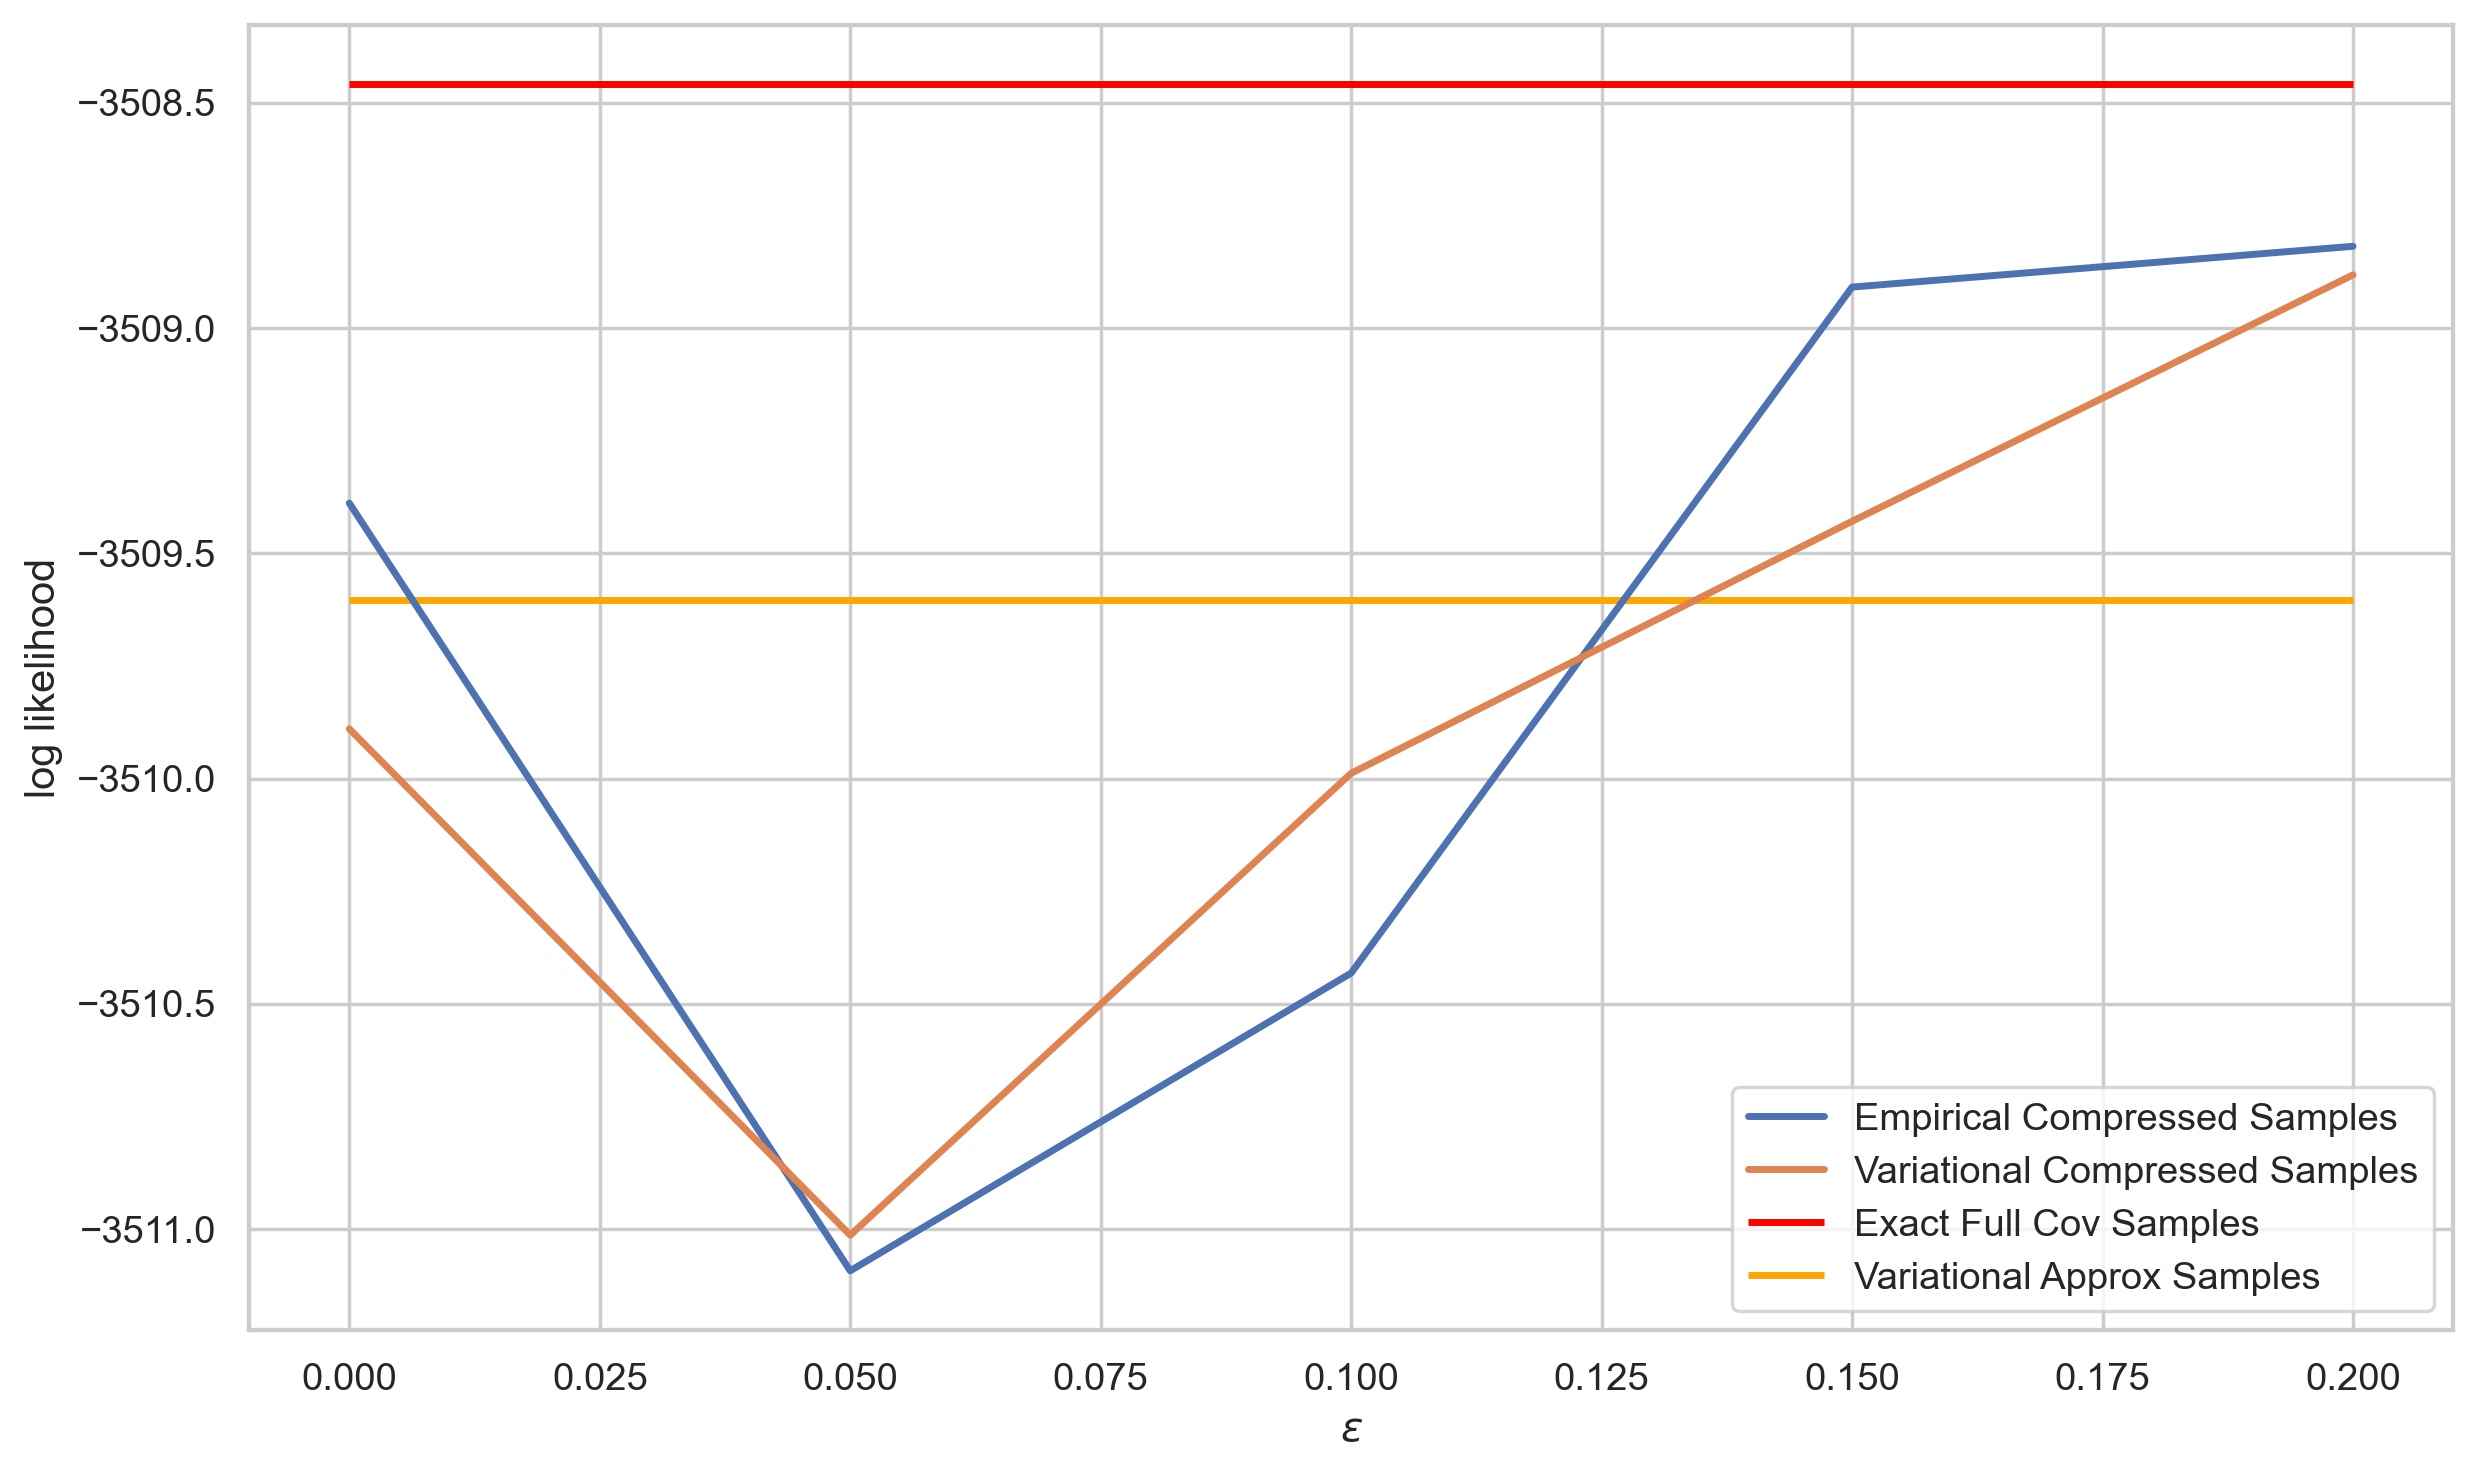 −3508.5
−3509.0
−3509.5
−3510.0
−3510.5
−3511.0
log likelihood
0.000 0.025 0.050 0.075 0.100 0.125 0.150 0.175 0.200
ε
Empirical Compressed Samples
Variational Compressed Samples
Exact Full Cov Samples
Variational Approx Samples